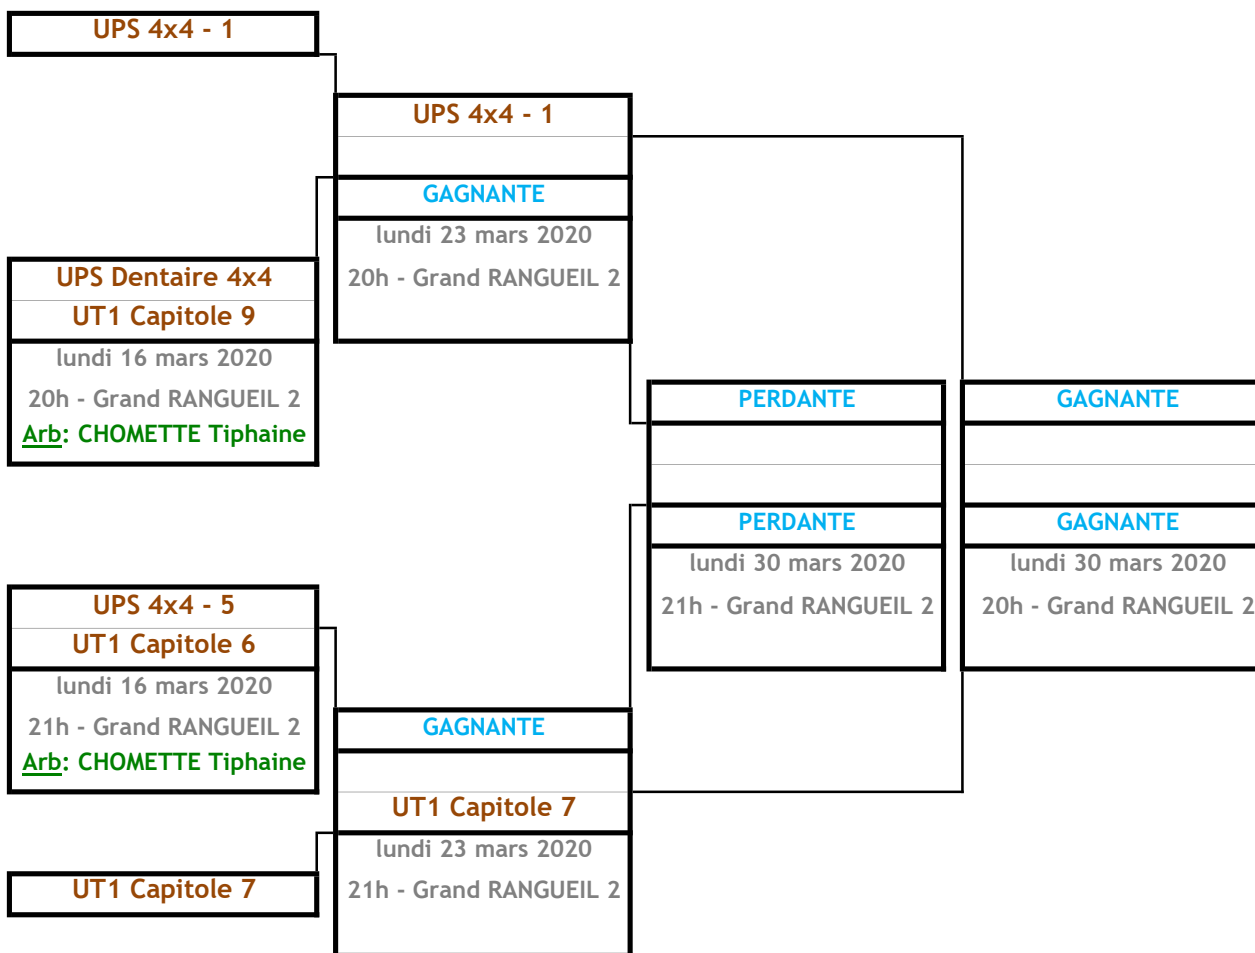 UPS 4x4 - 1
UPS 4x4 - 1
GAGNANTE
lundi 23 mars 2020
20h - Grand RANGUEIL 2
UPS Dentaire 4x4
UT1 Capitole 9
lundi 16 mars 2020
20h - Grand RANGUEIL 2
Arb: CHOMETTE Tiphaine
PERDANTE
PERDANTE
lundi 30 mars 2020
21h - Grand RANGUEIL 2
GAGNANTE
GAGNANTE
lundi 30 mars 2020
20h - Grand RANGUEIL 2
UPS 4x4 - 5
UT1 Capitole 6
lundi 16 mars 2020
21h - Grand RANGUEIL 2
Arb: CHOMETTE Tiphaine
GAGNANTE
UT1 Capitole 7
lundi 23 mars 2020
21h - Grand RANGUEIL 2
UT1 Capitole 7